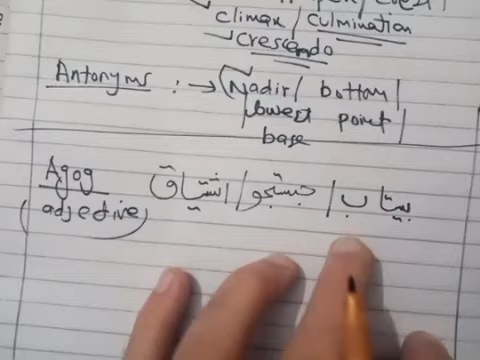 climax / culmination
crescendo
Antonyms : → Nadir / bottom /
lowest point /
base
Agog بیتاب / جستجو / اشتیاق
(adjective)